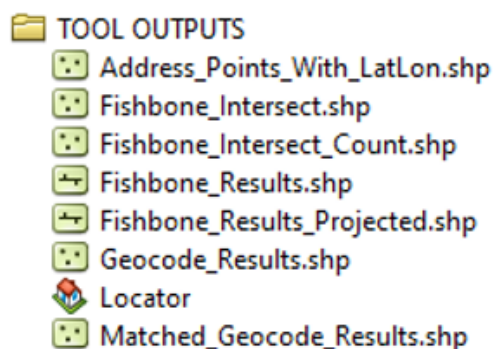 TOOL OUTPUTS
Address_Points_With_LatLon.shp
Fishbone_Intersect.shp
Fishbone_Intersect_Count.shp
Fishbone_Results.shp
Fishbone_Results_Projected.shp
Geocode_Results.shp
Locator
Matched_Geocode_Results.shp